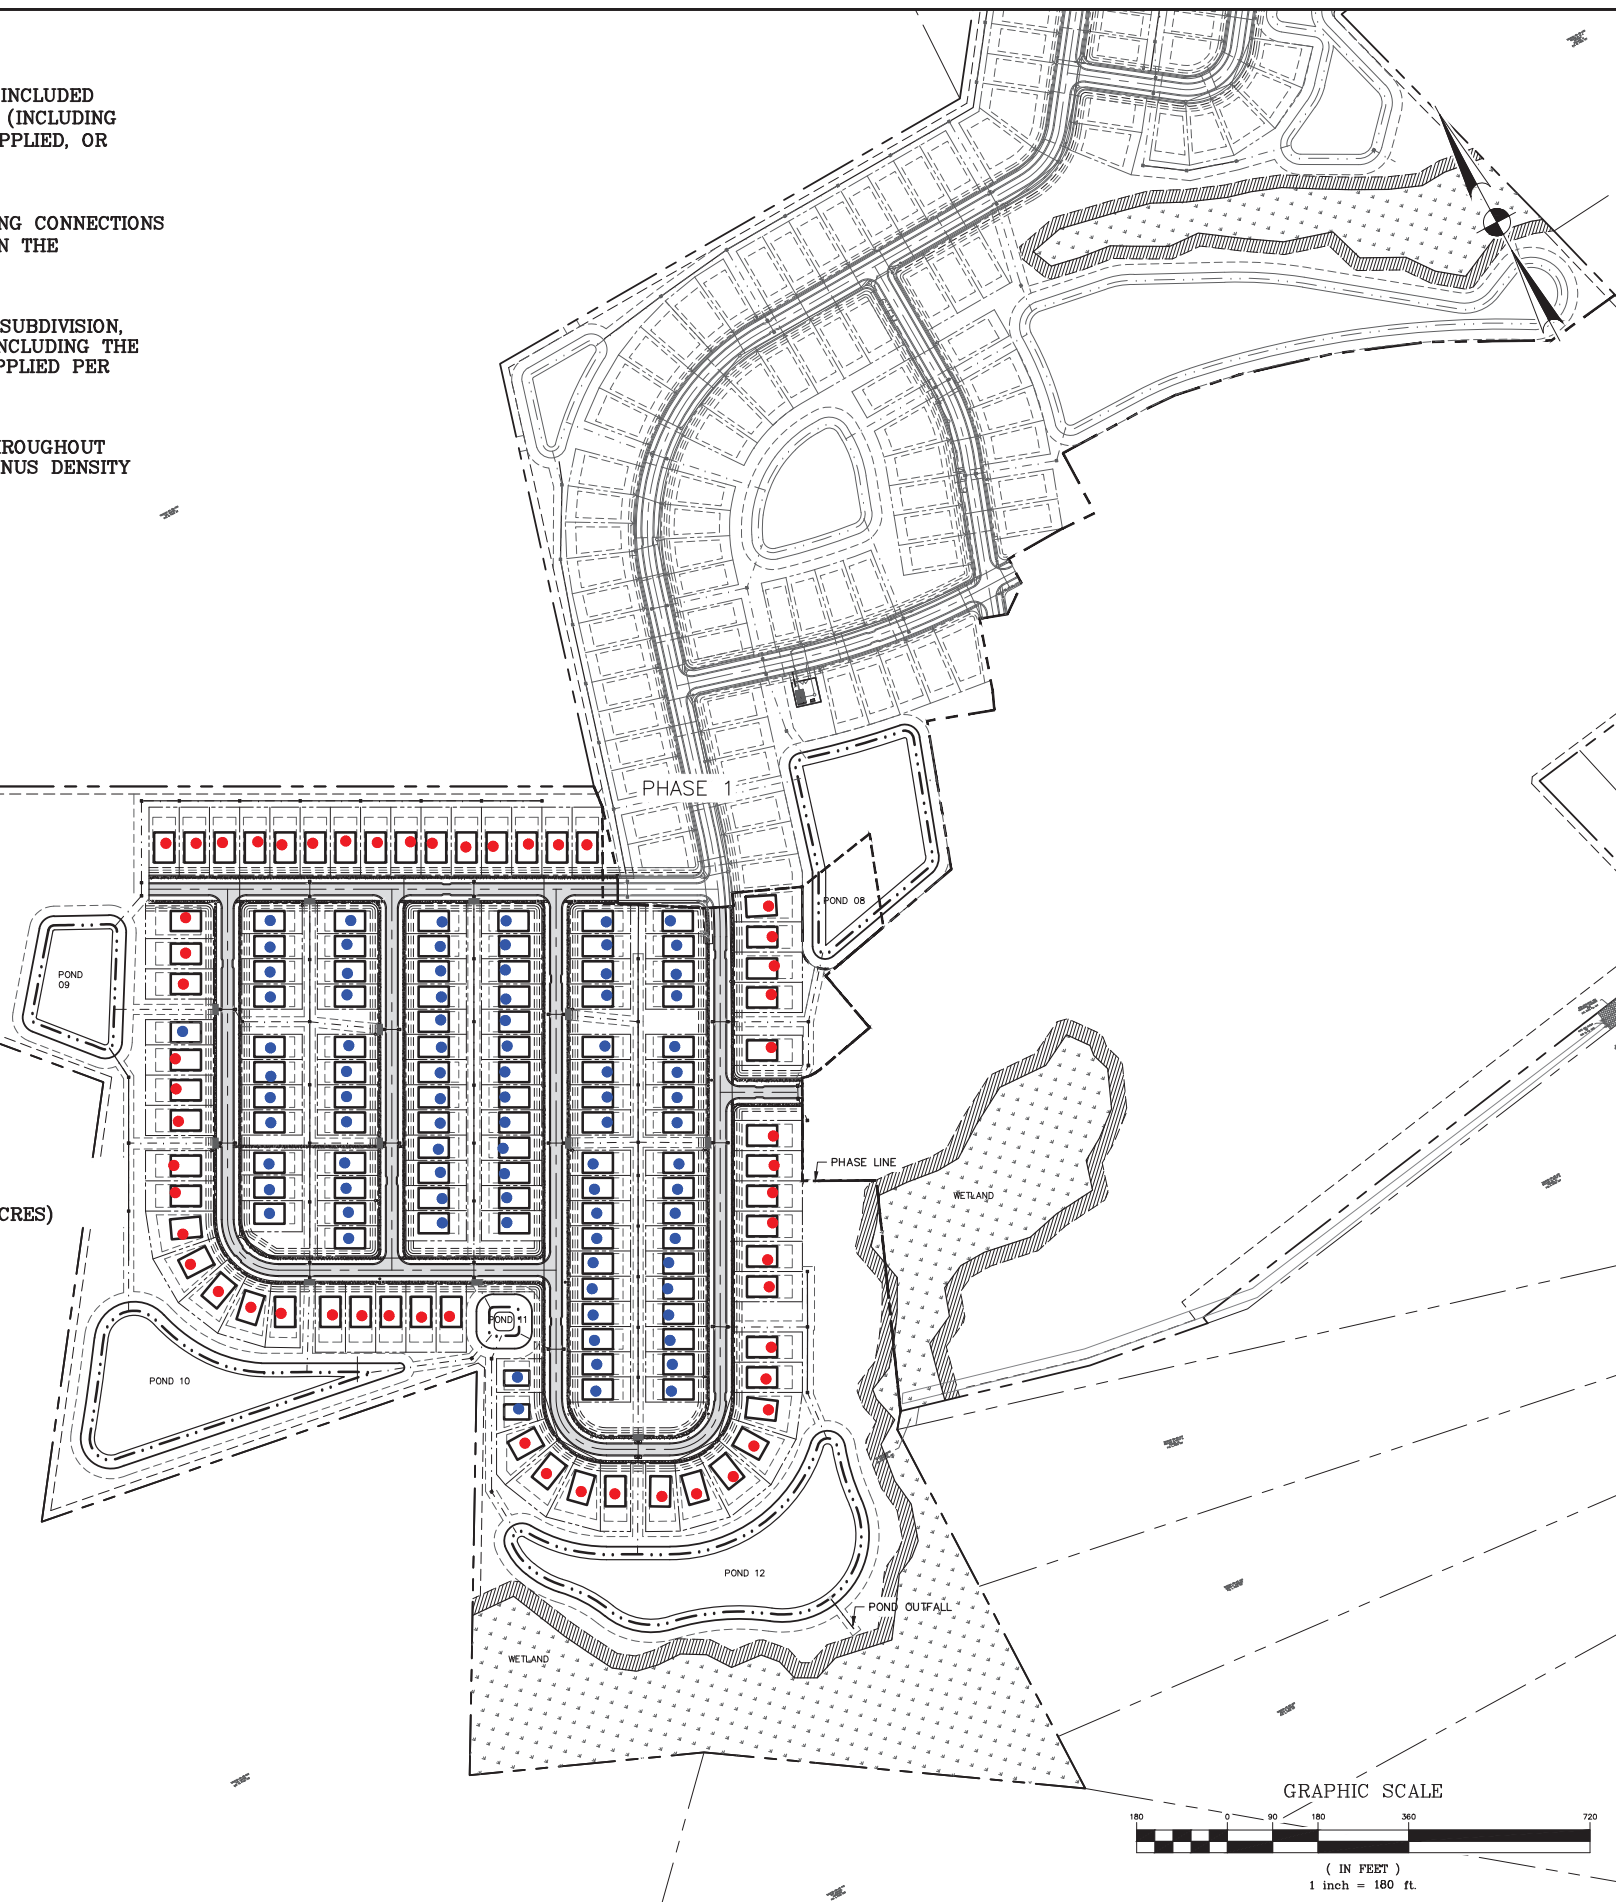 INCLUDED
(INCLUDING
PPLIED, OR
NG CONNECTIONS
N THE
SUBDIVISION,
NCLUDING THE
PPLIED PER
HROUGHOUT
NUS DENSITY
PHASE 1
POND 08
POND
09
PHASE LINE
WETLAND
CRES)
POND 11
POND 10
POND 12
POND OUTFALL
WETLAND
GRAPHIC SCALE
180 0 90 180 360 720
( IN FEET )
1 inch = 180 ft.